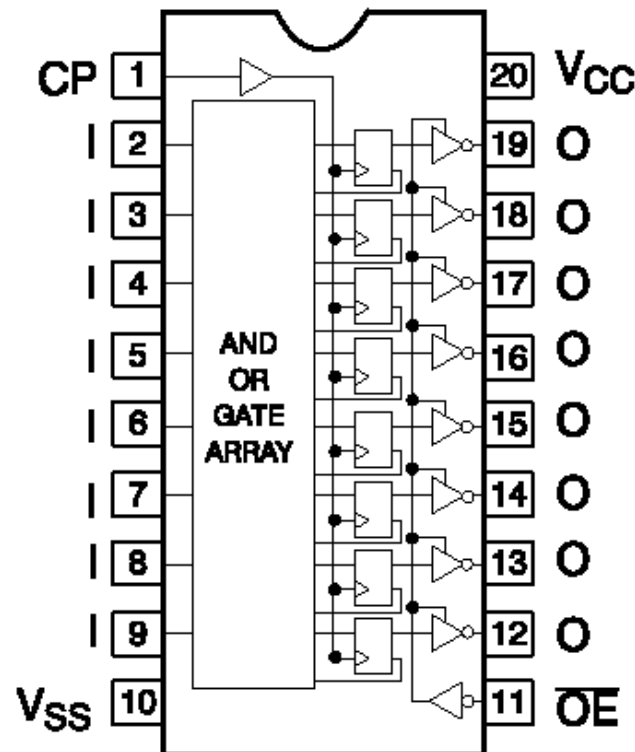 CP 1 20 VCC
I 2 19 O
I 3 18 O
I 4 17 O
I 5 16 O
AND
OR
GATE
ARRAY
I 6 15 O
I 7 14 O
I 8 13 O
I 9 12 O
VSS 10 11 O̅E̅